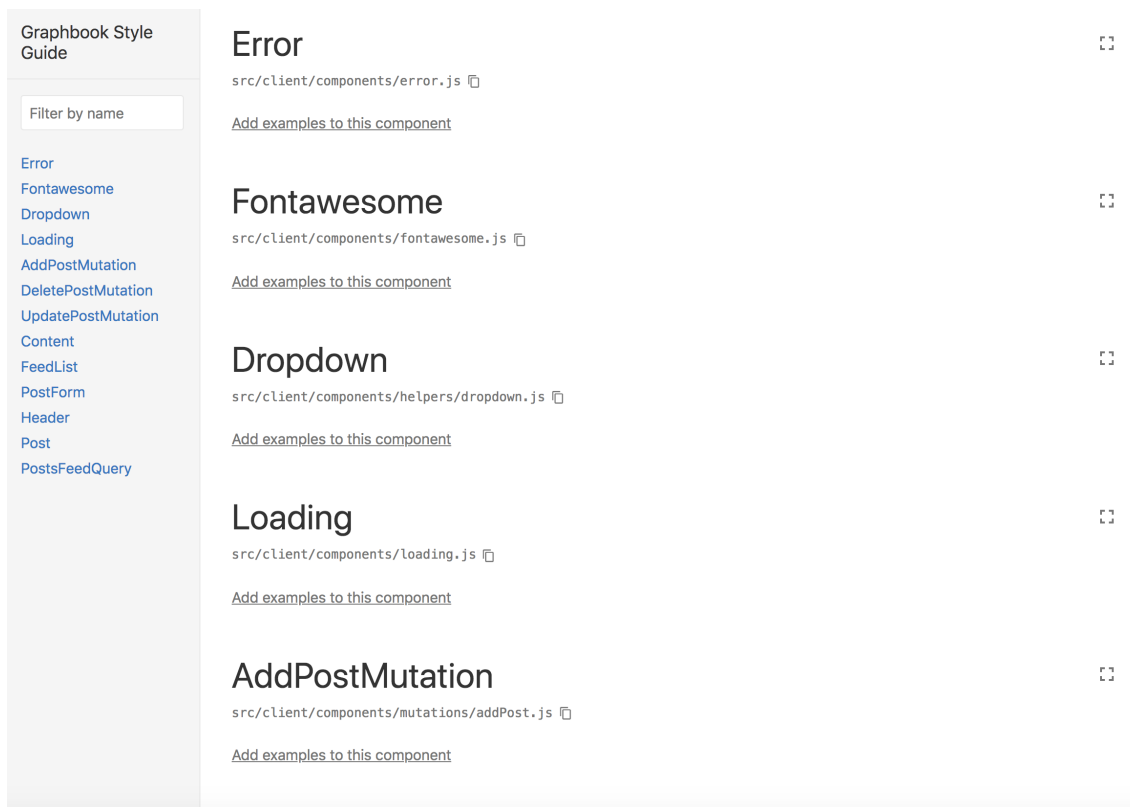 Graphbook Style
Guide
Filter by name
Error
Fontawesome
Dropdown
Loading
AddPostMutation
DeletePostMutation
UpdatePostMutation
Content
FeedList
PostForm
Header
Post
PostsFeedQuery
Error
src/client/components/error.js
Add examples to this component
Fontawesome
src/client/components/fontawesome.js
Add examples to this component
Dropdown
src/client/components/helpers/dropdown.js
Add examples to this component
Loading
src/client/components/loading.js
Add examples to this component
AddPostMutation
src/client/components/mutations/addPost.js
Add examples to this component